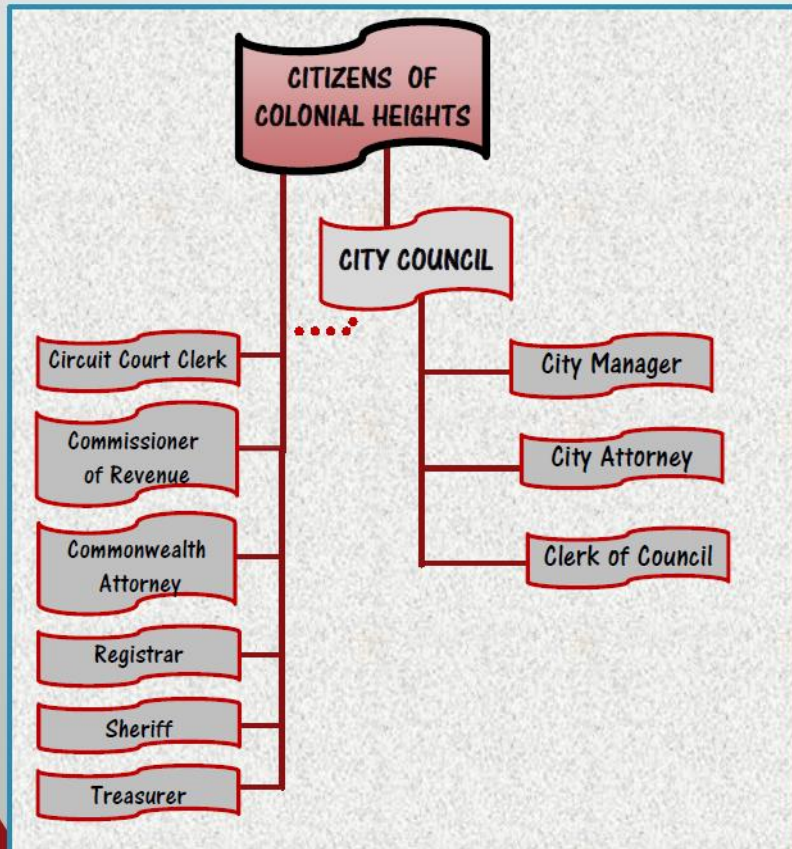 CITIZENS OF
COLONIAL HEIGHTS
CITY COUNCIL
Circuit Court Clerk
Commissioner
of Revenue
Commonwealth
Attorney
Registrar
Sheriff
Treasurer
City Manager
City Attorney
Clerk of Council